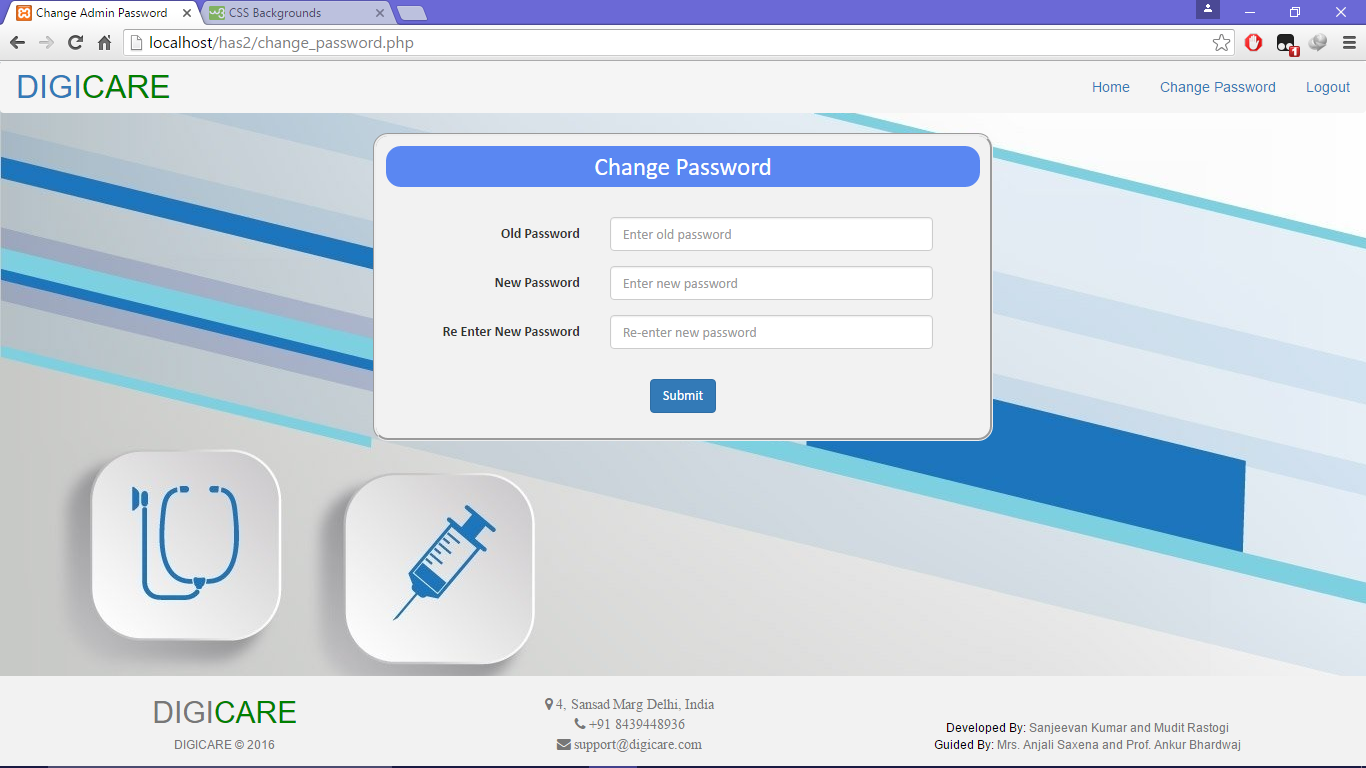 Change Admin Password
CSS Backgrounds
localhost/has2/change_password.php
1
DIGICARE
Home
Change Password
Logout
Change Password
Old Password
Enter old password
New Password
Enter new password
Re Enter New Password
Re-enter new password
Submit
DIGICARE
DIGICARE © 2016
4, Sansad Marg Delhi, India
+91 8439448936
support@digicare.com
Developed By: Sanjeevan Kumar and Mudit Rastogi
Guided By: Mrs. Anjali Saxena and Prof. Ankur Bhardwaj